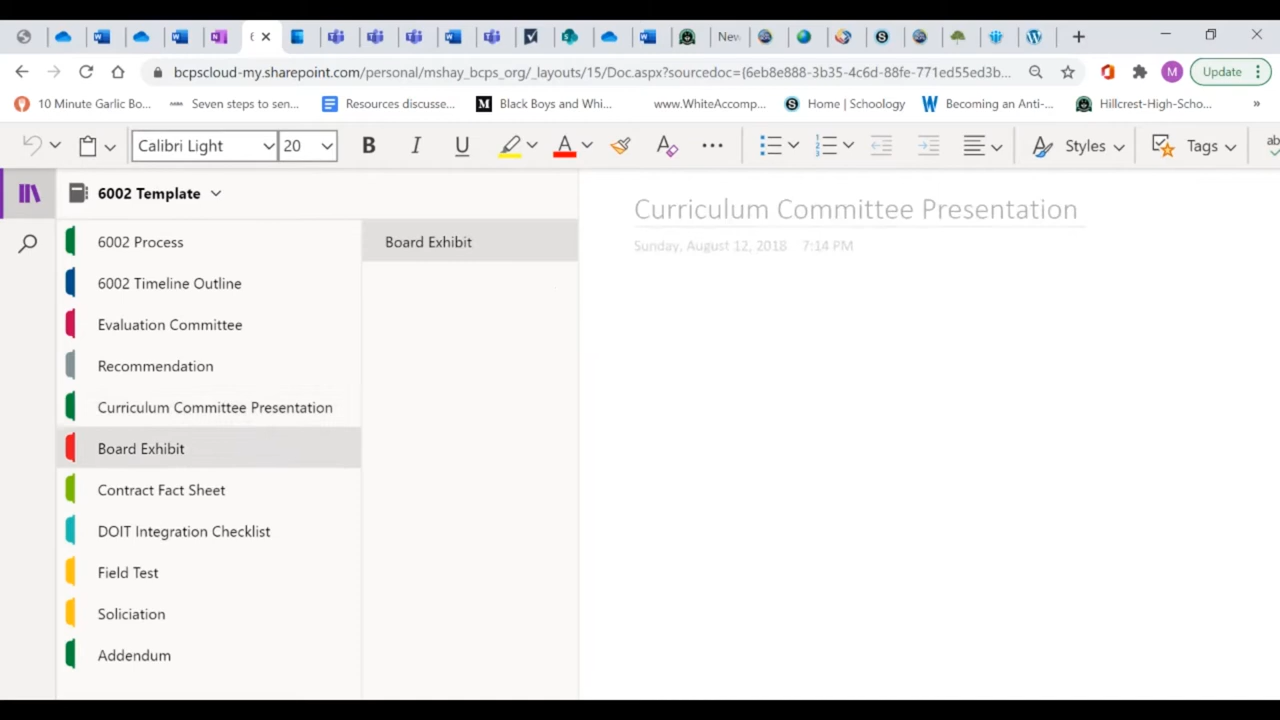 New
bcpscloud-my.sharepoint.com/personal/mshay_bcps_org/_layouts/15/Doc.aspx?sourcedoc={6eb8e888-3b35-4c6d-88fe-771ed55ed3b...
M
Update
10 Minute Garlic Bo...
Seven steps to sen...
Resources discusse...
Black Boys and Whi...
www.WhiteAccomp...
Home | Schoology
Becoming an Anti-...
Hillcrest-High-Scho...
»
Calibri Light
20
B
I
U
Styles
Tags
6002 Template
6002 Process
6002 Timeline Outline
Evaluation Committee
Recommendation
Curriculum Committee Presentation
Board Exhibit
Contract Fact Sheet
DOIT Integration Checklist
Field Test
Soliciation
Addendum
Board Exhibit
Curriculum Committee Presentation
Sunday, August 12, 2018 7:14 PM